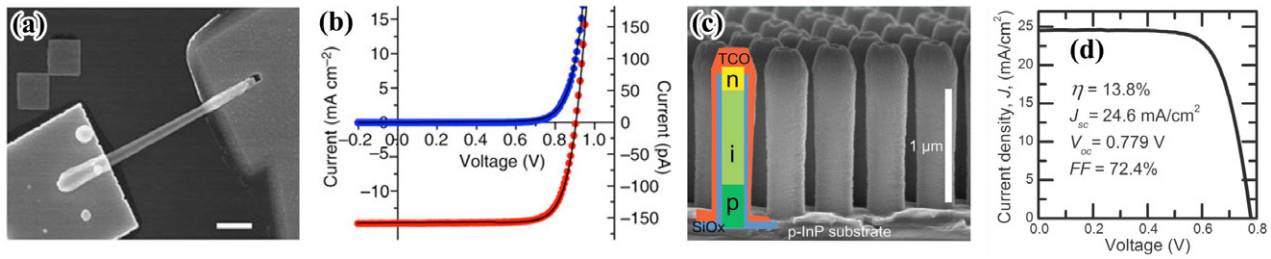 (a)
(b)
Current (mA cm⁻²)
15
10
5
0
−5
−10
−0.2
0.0
0.2
0.4
0.6
0.8
1.0
Voltage (V)
150
100
50
0
−50
−100
−150
Current (pA)
(c)
TCO
n
i
p
SiOx
p-InP substrate
1 µm
(d)
Current density, J, (mA/cm²)
25
20
15
10
5
0
η = 13.8%
Jsc = 24.6 mA/cm²
Voc = 0.779 V
FF = 72.4%
0.0
0.2
0.4
0.6
0.8
Voltage (V)